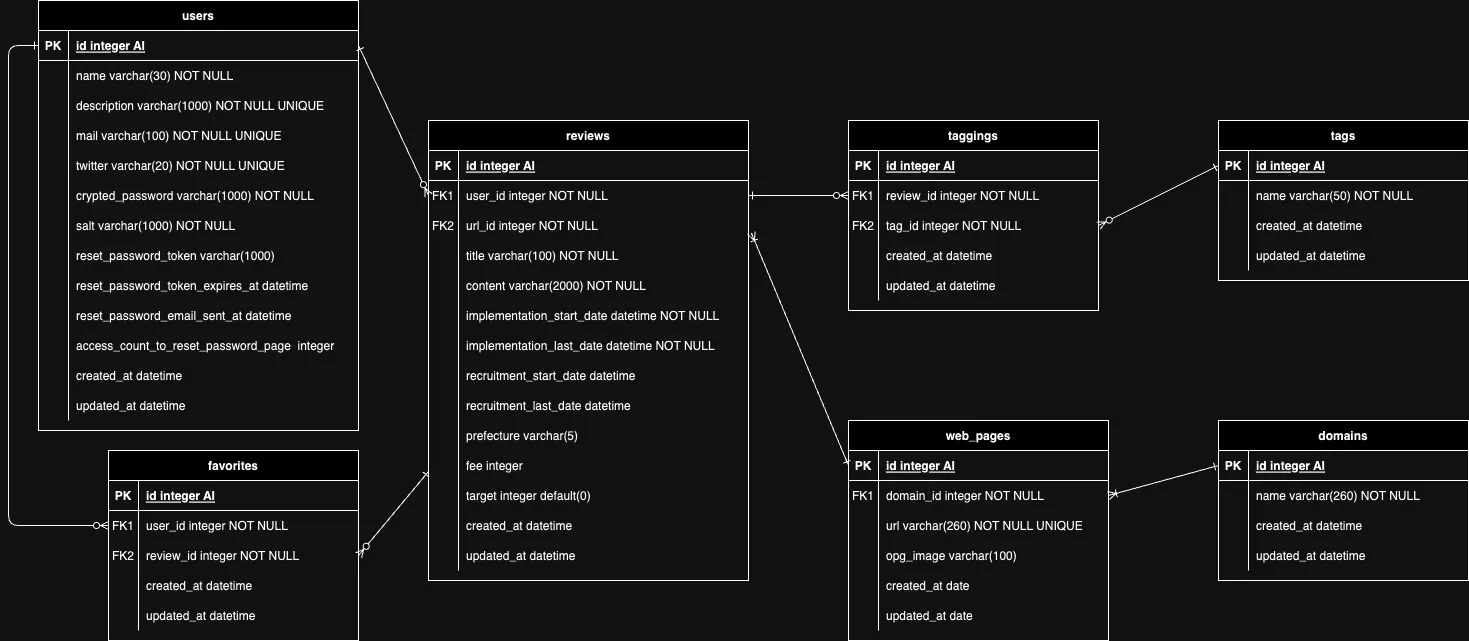 users
PK id integer AI
name varchar(30) NOT NULL
description varchar(1000) NOT NULL UNIQUE
mail varchar(100) NOT NULL UNIQUE
twitter varchar(20) NOT NULL UNIQUE
crypted_password varchar(1000) NOT NULL
salt varchar(1000) NOT NULL
reset_password_token varchar(1000)
reset_password_token_expires_at datetime
reset_password_email_sent_at datetime
access_count_to_reset_password_page integer
created_at datetime
updated_at datetime
favorites
PK id integer AI
FK1 user_id integer NOT NULL
FK2 review_id integer NOT NULL
created_at datetime
updated_at datetime
reviews
PK id integer AI
FK1 user_id integer NOT NULL
FK2 url_id integer NOT NULL
title varchar(100) NOT NULL
content varchar(2000) NOT NULL
implementation_start_date datetime NOT NULL
implementation_last_date datetime NOT NULL
recruitment_start_date datetime
recruitment_last_date datetime
prefecture varchar(5)
fee integer
target integer default(0)
created_at datetime
updated_at datetime
taggings
PK id integer AI
FK1 review_id integer NOT NULL
FK2 tag_id integer NOT NULL
created_at datetime
updated_at datetime
tags
PK id integer AI
name varchar(50) NOT NULL
created_at datetime
updated_at datetime
web_pages
PK id integer AI
FK1 domain_id integer NOT NULL
url varchar(260) NOT NULL UNIQUE
opg_image varchar(100)
created_at date
updated_at date
domains
PK id integer AI
name varchar(260) NOT NULL
created_at datetime
updated_at datetime